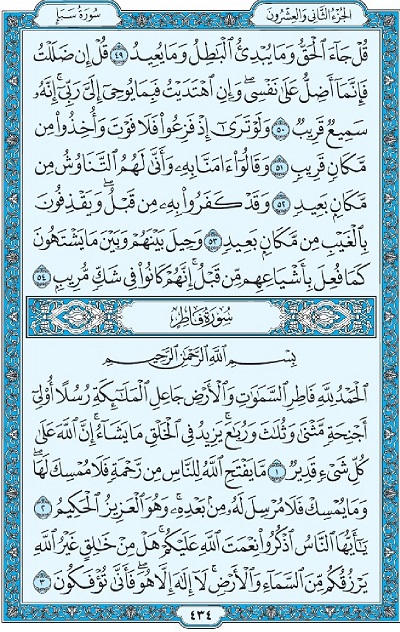 الجزء الثاني والعشرون
سورة سبإ
قُلْ جَآءَ ٱلْحَقُّ وَمَا يُبْدِئُ ٱلْبَٰطِلُ وَمَا يُعِيدُ ٤٩ قُلْ إِن ضَلَلْتُ
فَإِنَّمَآ أَضِلُّ عَلَىٰ نَفْسِى وَإِنِ ٱهْتَدَيْتُ فَبِمَا يُوحِىٓ إِلَىَّ رَبِّىٓ إِنَّهُۥ
سَمِيعٌ قَرِيبٌ ٥٠ وَلَوْ تَرَىٰٓ إِذْ فَزِعُوا۟ فَلَا فَوْتَ وَأُخِذُوا۟ مِن
مَّكَانٍ قَرِيبٍ ٥١ وَقَالُوٓا۟ ءَامَنَّا بِهِۦ وَأَنَّىٰ لَهُمُ ٱلتَّنَاوُشُ مِن
مَّكَانٍۭ بَعِيدٍ ٥٢ وَقَدْ كَفَرُوا۟ بِهِۦ مِن قَبْلُ ۖ وَيَقْذِفُونَ
بِٱلْغَيْبِ مِن مَّكَانٍۭ بَعِيدٍ ٥٣ وَحِيلَ بَيْنَهُمْ وَبَيْنَ مَا يَشْتَهُونَ
كَمَا فُعِلَ بِأَشْيَاعِهِم مِّن قَبْلُ ۚ إِنَّهُمْ كَانُوا۟ فِى شَكٍّ مُّرِيبٍۭ ٥٤
سورة فاطر
بِسْمِ ٱللَّهِ ٱلرَّحْمَٰنِ ٱلرَّحِيمِ
ٱلْحَمْدُ لِلَّهِ فَاطِرِ ٱلسَّمَٰوَٰتِ وَٱلْأَرْضِ جَاعِلِ ٱلْمَلَٰٓئِكَةِ رُسُلًا أُو۟لِىٓ
أَجْنِحَةٍ مَّثْنَىٰ وَثُلَٰثَ وَرُبَٰعَ ۚ يَزِيدُ فِى ٱلْخَلْقِ مَا يَشَآءُ ۚ إِنَّ ٱللَّهَ عَلَىٰ
كُلِّ شَىْءٍ قَدِيرٌ ١ مَّا يَفْتَحِ ٱللَّهُ لِلنَّاسِ مِن رَّحْمَةٍ فَلَا مُمْسِكَ لَهَا ۖ
وَمَا يُمْسِكْ فَلَا مُرْسِلَ لَهُۥ مِنۢ بَعْدِهِۦ ۚ وَهُوَ ٱلْعَزِيزُ ٱلْحَكِيمُ ٢
يَٰٓأَيُّهَا ٱلنَّاسُ ٱذْكُرُوا۟ نِعْمَتَ ٱللَّهِ عَلَيْكُمْ ۚ هَلْ مِنْ خَٰلِقٍ غَيْرُ ٱللَّهِ
يَرْزُقُكُم مِّنَ ٱلسَّمَآءِ وَٱلْأَرْضِ ۚ لَآ إِلَٰهَ إِلَّا هُوَ ۖ فَأَنَّىٰ تُؤْفَكُونَ ٣
٤٣٤